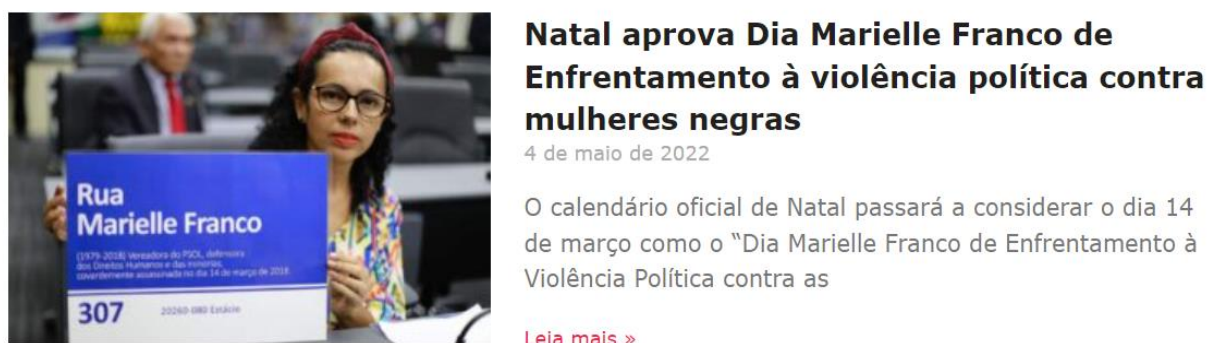 Natal aprova Dia Marielle Franco de
Enfrentamento à violência política contra
mulheres negras
4 de maio de 2022
O calendário oficial de Natal passará a considerar o dia 14
de março como o “Dia Marielle Franco de Enfrentamento à
Violência Política contra as
Leia mais »
Rua
Marielle Franco
(1979-2018) Vereadora do PSOL, defensora
dos Direitos Humanos e das minorias,
covardemente assassinada no dia 14 de março de 2018
307
20260-080 Estácio